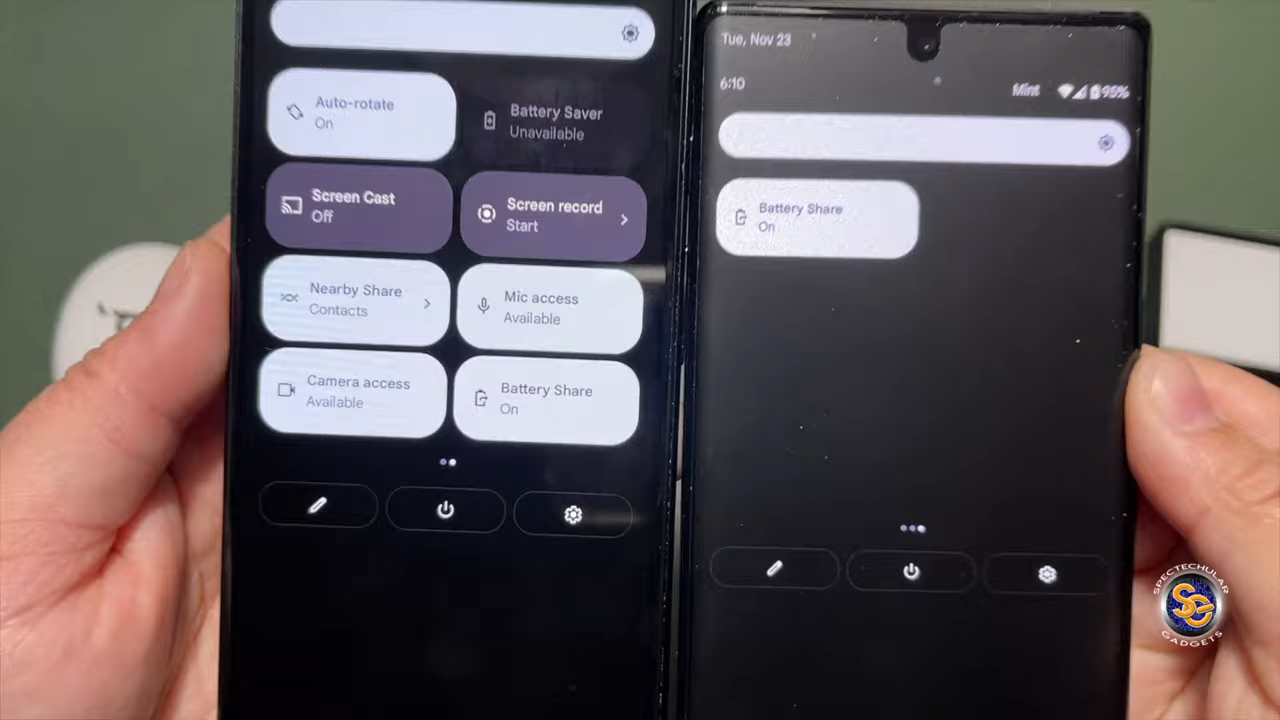 Auto-rotate
On
Battery Saver
Unavailable
Screen Cast
Off
Screen record
Start
Nearby Share
Contacts
Mic access
Available
Camera access
Available
Battery Share
On
Tue, Nov 23
6:10
Mint
95%
Battery Share
On
SPECTECHULAR
SG
GADGETS